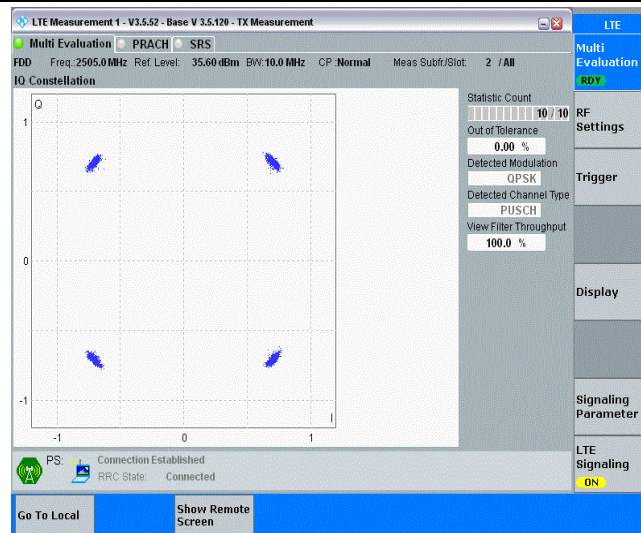 LTE Measurement 1 - V3.5.52 - Base V 3.5.120 - TX Measurement
LTE
Multi Evaluation PRACH SRS
Multi
Evaluation
RDY
FDD Freq.:2505.0 MHz Ref. Level: 35.60 dBm BW:10.0 MHz CP :Normal Meas Subfr./Slot: 2 / All
IQ Constellation
Q
1
0
-1
-1
0
1
I
Statistic Count
10 / 10
Out of Tolerance
0.00 %
Detected Modulation
QPSK
Detected Channel Type
PUSCH
View Filter Throughput
100.0 %
RF
Settings
Trigger
Display
Signaling
Parameter
LTE
Signaling
ON
PS: Connection Established
RRC State: Connected
Go To Local
Show Remote
Screen